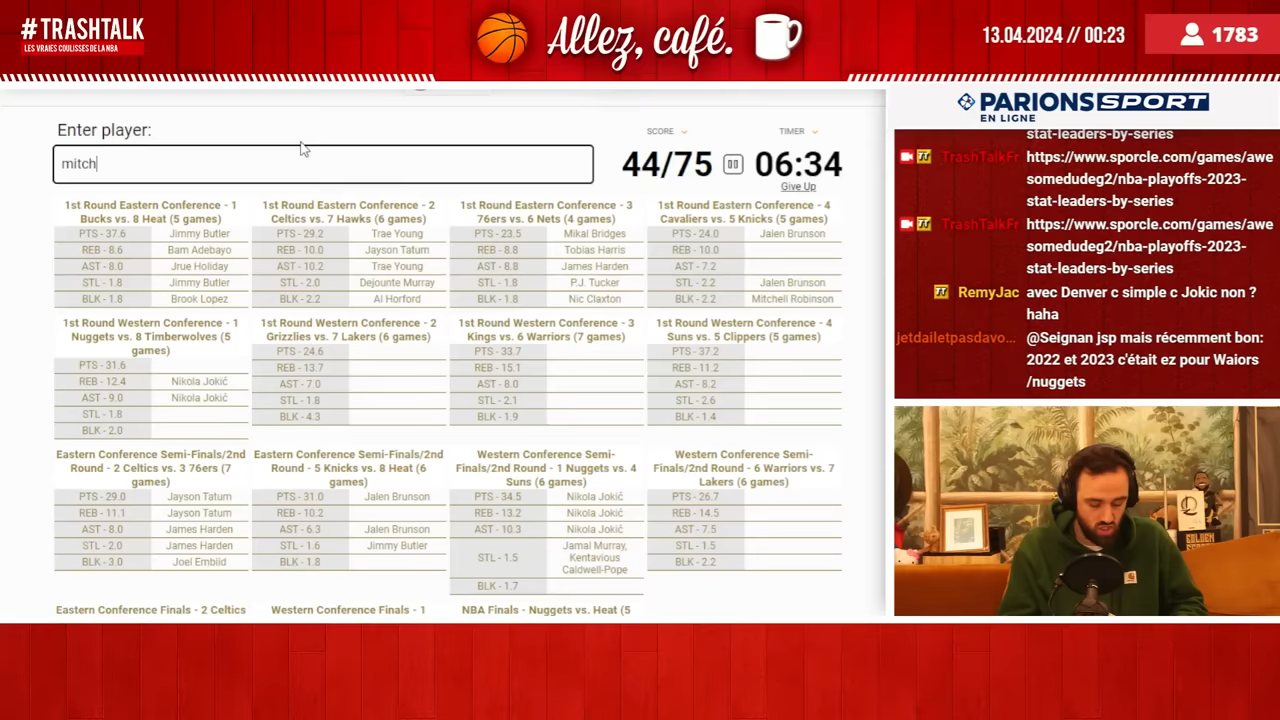 #TRASHTALK
LES VRAIES COULISSES DE LA NBA
Allez, café.
13.04.2024 // 00:23
1783
Enter player:
mitch
SCORE
44/75
TIMER
06:34
Give Up
1st Round Eastern Conference - 1
Bucks vs. 8 Heat (5 games)
PTS - 37.6 Jimmy Butler
REB - 8.6 Bam Adebayo
AST - 8.0 Jrue Holiday
STL - 1.8 Jimmy Butler
BLK - 1.8 Brook Lopez
1st Round Eastern Conference - 2
Celtics vs. 7 Hawks (6 games)
PTS - 29.2 Trae Young
REB - 10.0 Jayson Tatum
AST - 10.2 Trae Young
STL - 2.0 Dejounte Murray
BLK - 2.2 Al Horford
1st Round Eastern Conference - 3
76ers vs. 6 Nets (4 games)
PTS - 23.5 Mikal Bridges
REB - 8.8 Tobias Harris
AST - 8.8 James Harden
STL - 1.8 P.J. Tucker
BLK - 1.8 Nic Claxton
1st Round Eastern Conference - 4
Cavaliers vs. 5 Knicks (5 games)
PTS - 24.0 Jalen Brunson
REB - 10.0
AST - 7.2
STL - 2.2 Jalen Brunson
BLK - 2.2 Mitchell Robinson
1st Round Western Conference - 1
Nuggets vs. 8 Timberwolves (5
games)
PTS - 31.6
REB - 12.4 Nikola Jokić
AST - 9.0 Nikola Jokić
STL - 1.8
BLK - 2.0
1st Round Western Conference - 2
Grizzlies vs. 7 Lakers (6 games)
PTS - 24.6
REB - 13.7
AST - 7.0
STL - 1.8
BLK - 4.3
1st Round Western Conference - 3
Kings vs. 6 Warriors (7 games)
PTS - 33.7
REB - 15.1
AST - 8.0
STL - 2.1
BLK - 1.9
1st Round Western Conference - 4
Suns vs. 5 Clippers (5 games)
PTS - 37.2
REB - 11.2
AST - 8.2
STL - 2.6
BLK - 1.4
Eastern Conference Semi-Finals/2nd
Round - 2 Celtics vs. 3 76ers (7
games)
PTS - 29.0 Jayson Tatum
REB - 11.1 Jayson Tatum
AST - 8.0 James Harden
STL - 2.0 James Harden
BLK - 3.0 Joel Embiid
Eastern Conference Semi-Finals/2nd
Round - 5 Knicks vs. 8 Heat (6
games)
PTS - 31.0 Jalen Brunson
REB - 10.2
AST - 6.3 Jalen Brunson
STL - 1.6 Jimmy Butler
BLK - 1.8
Western Conference Semi-
Finals/2nd Round - 1 Nuggets vs. 4
Suns (6 games)
PTS - 34.5 Nikola Jokić
REB - 13.2 Nikola Jokić
AST - 10.3 Nikola Jokić
STL - 1.5 Jamal Murray,
Kentavious
Caldwell-Pope
BLK - 1.7
Western Conference Semi-
Finals/2nd Round - 6 Warriors vs. 7
Lakers (6 games)
PTS - 26.7
REB - 14.5
AST - 7.5
STL - 1.5
BLK - 2.2
Eastern Conference Finals - 2 Celtics
Western Conference Finals - 1
NBA Finals - Nuggets vs. Heat (5
PARIONS SPORT
EN LIGNE
stat-leaders-by-series
TrashTalkFr https://www.sporcle.com/games/awe
somedudeg2/nba-playoffs-2023-
stat-leaders-by-series
TrashTalkFr https://www.sporcle.com/games/awe
somedudeg2/nba-playoffs-2023-
stat-leaders-by-series
RemyJac avec Denver c simple c Jokic non ?
haha
jetdailetpasdavo... @Seignan jsp mais récemment bon:
2022 et 2023 c'était ez pour Waiors
/nuggets